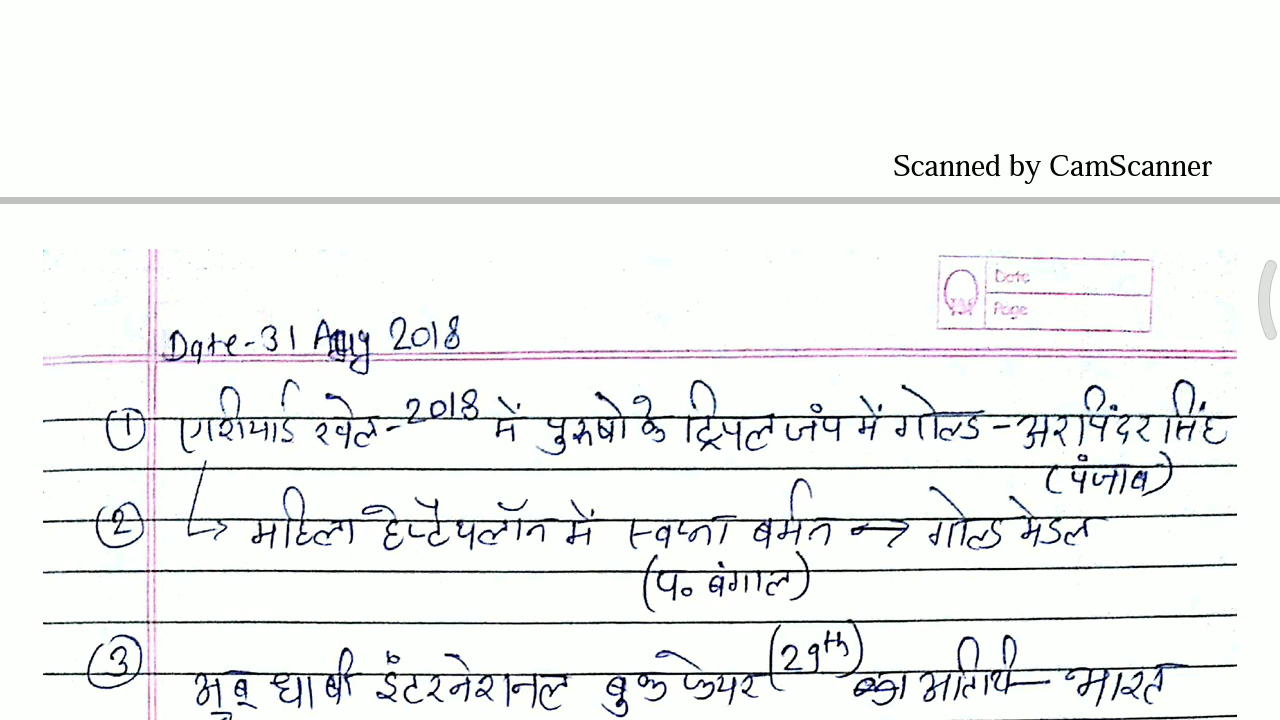 Scanned by CamScanner
Date
Page
Date-31 Aug 2018
① एशियाई खेल-2018 में पुरुषो के ट्रिपल जंप में गोल्ड - अरपिंदर सिंह
(पंजाब)
② ↳ महिला हेप्टैथलॉन में स्वप्ना बर्मन → गोल्ड मेडल
(प० बंगाल)
③ अबू धाबी इंटरनेशनल बुक फेयर (29th) का अतिथि - भारत